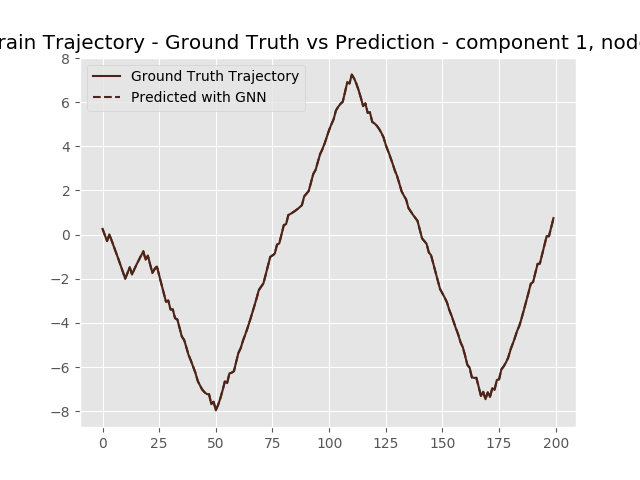 rain Trajectory - Ground Truth vs Prediction - component 1, nod
Ground Truth Trajectory
Predicted with GNN
8
6
4
2
0
−2
−4
−6
−8
0 25 50 75 100 125 150 175 200